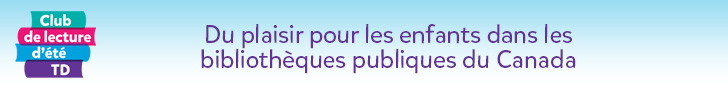 Club
de lecture
d'été
TD
Du plaisir pour les enfants dans les
bibliothèques publiques du Canada